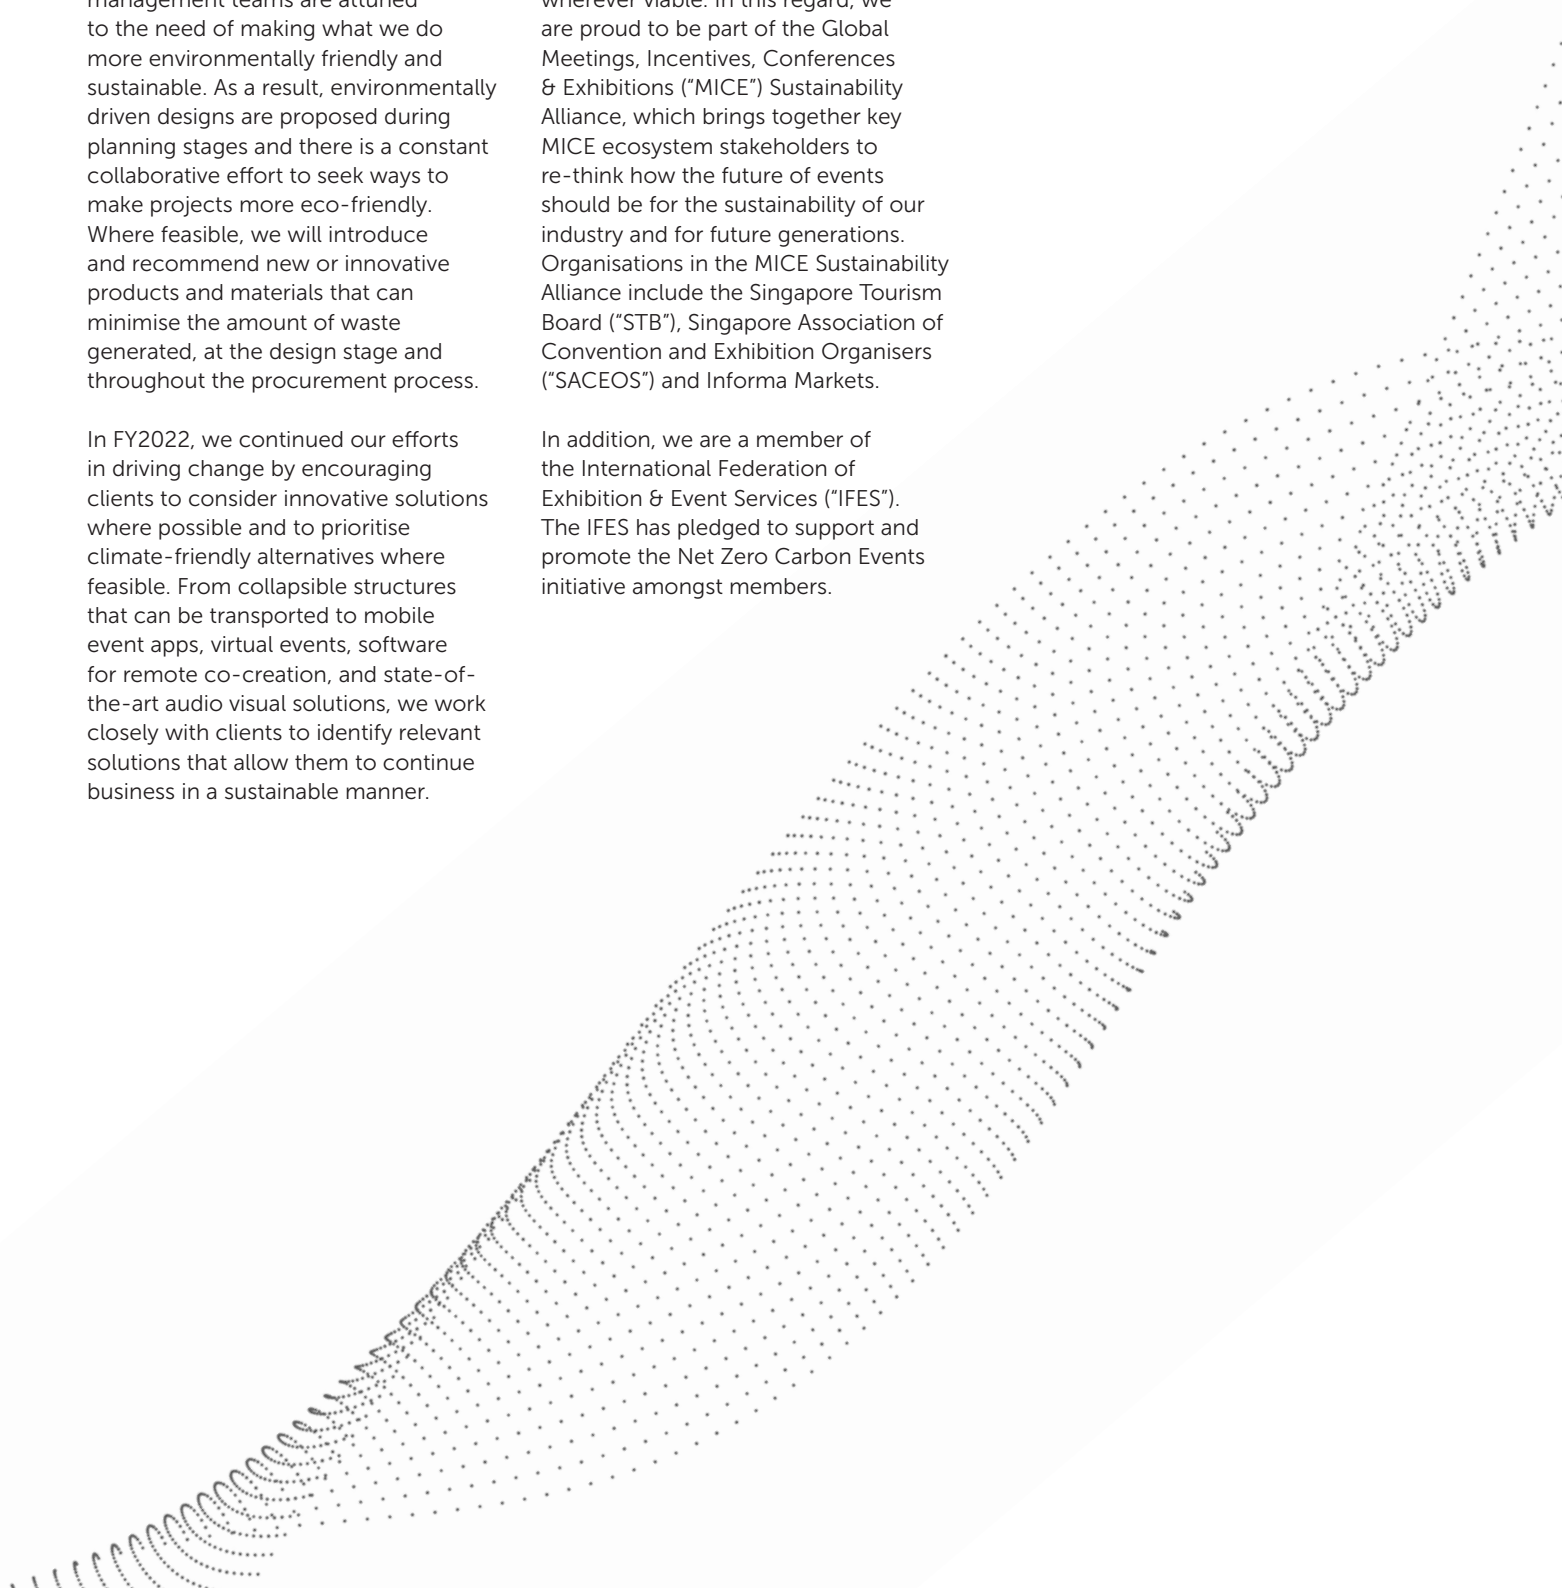 management teams are attuned
to the need of making what we do
more environmentally friendly and
sustainable. As a result, environmentally
driven designs are proposed during
planning stages and there is a constant
collaborative effort to seek ways to
make projects more eco-friendly.
Where feasible, we will introduce
and recommend new or innovative
products and materials that can
minimise the amount of waste
generated, at the design stage and
throughout the procurement process.
In FY2022, we continued our efforts
in driving change by encouraging
clients to consider innovative solutions
where possible and to prioritise
climate-friendly alternatives where
feasible. From collapsible structures
that can be transported to mobile
event apps, virtual events, software
for remote co-creation, and state-of-
the-art audio visual solutions, we work
closely with clients to identify relevant
solutions that allow them to continue
business in a sustainable manner.
wherever viable. In this regard, we
are proud to be part of the Global
Meetings, Incentives, Conferences
& Exhibitions (“MICE”) Sustainability
Alliance, which brings together key
MICE ecosystem stakeholders to
re-think how the future of events
should be for the sustainability of our
industry and for future generations.
Organisations in the MICE Sustainability
Alliance include the Singapore Tourism
Board (“STB”), Singapore Association of
Convention and Exhibition Organisers
(“SACEOS”) and Informa Markets.
In addition, we are a member of
the International Federation of
Exhibition & Event Services (“IFES”).
The IFES has pledged to support and
promote the Net Zero Carbon Events
initiative amongst members.